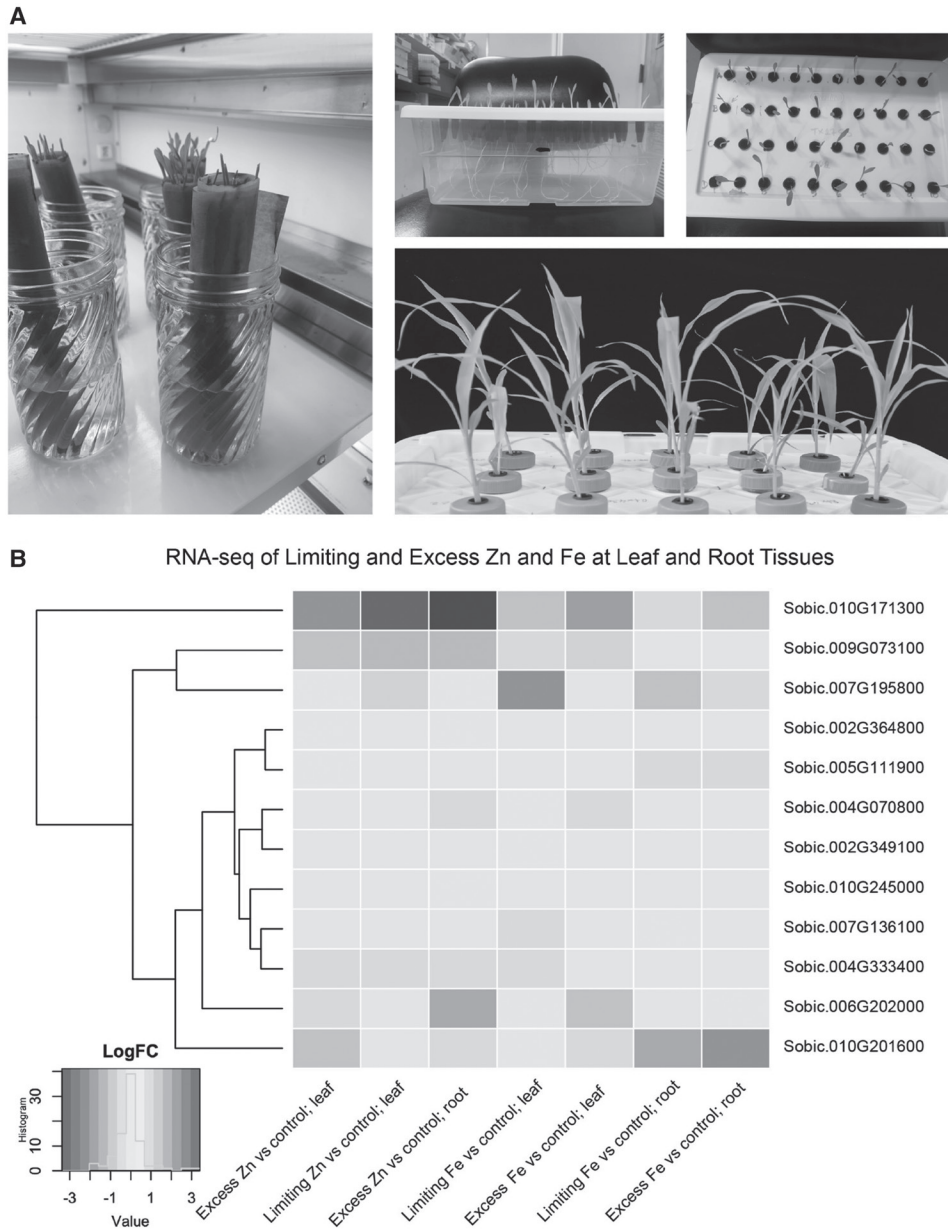 A
B
RNA-seq of Limiting and Excess Zn and Fe at Leaf and Root Tissues
Sobic.010G171300
Sobic.009G073100
Sobic.007G195800
Sobic.002G364800
Sobic.005G111900
Sobic.004G070800
Sobic.002G349100
Sobic.010G245000
Sobic.007G136100
Sobic.004G333400
Sobic.006G202000
Sobic.010G201600
LogFC
Histogram
0 10 30
-3 -1 1 3
Value
Excess Zn vs control; leaf
Limiting Zn vs control; leaf
Excess Zn vs control; root
Limiting Fe vs control; leaf
Excess Fe vs control; leaf
Limiting Fe vs control; root
Excess Fe vs control; root